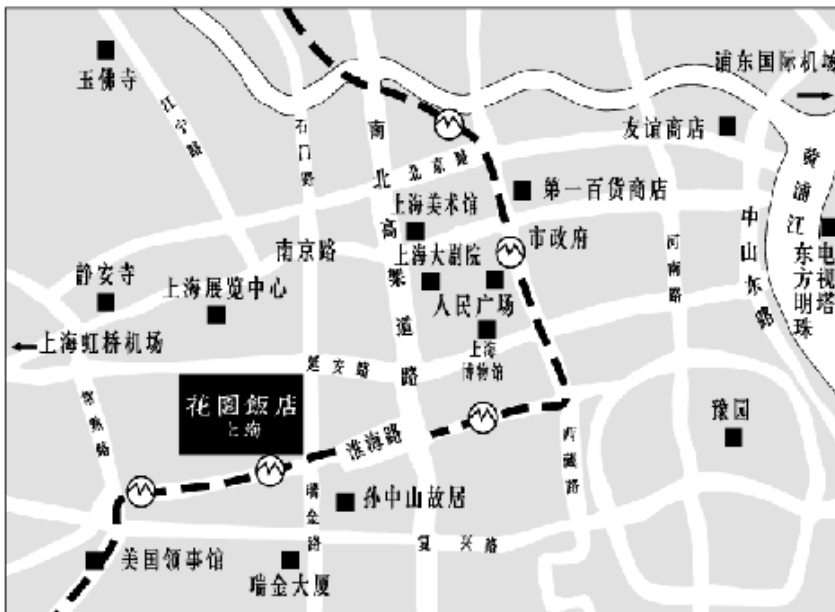 浦东国际机场
玉佛寺
江宁路
石门路
友谊商店
黄浦江
南北高架道路
北京路
第一百货商店
上海美术馆
市政府
南京路
上海大剧院
中山东路
河南路
东方明珠
电视塔
静安寺
上海展览中心
人民广场
上海虹桥机场
上海
博物馆
延安路
花園飯店
上海
常熟路
豫园
淮海路
西藏路
孙中山故居
瑞金路
复兴路
美国领事馆
瑞金大厦